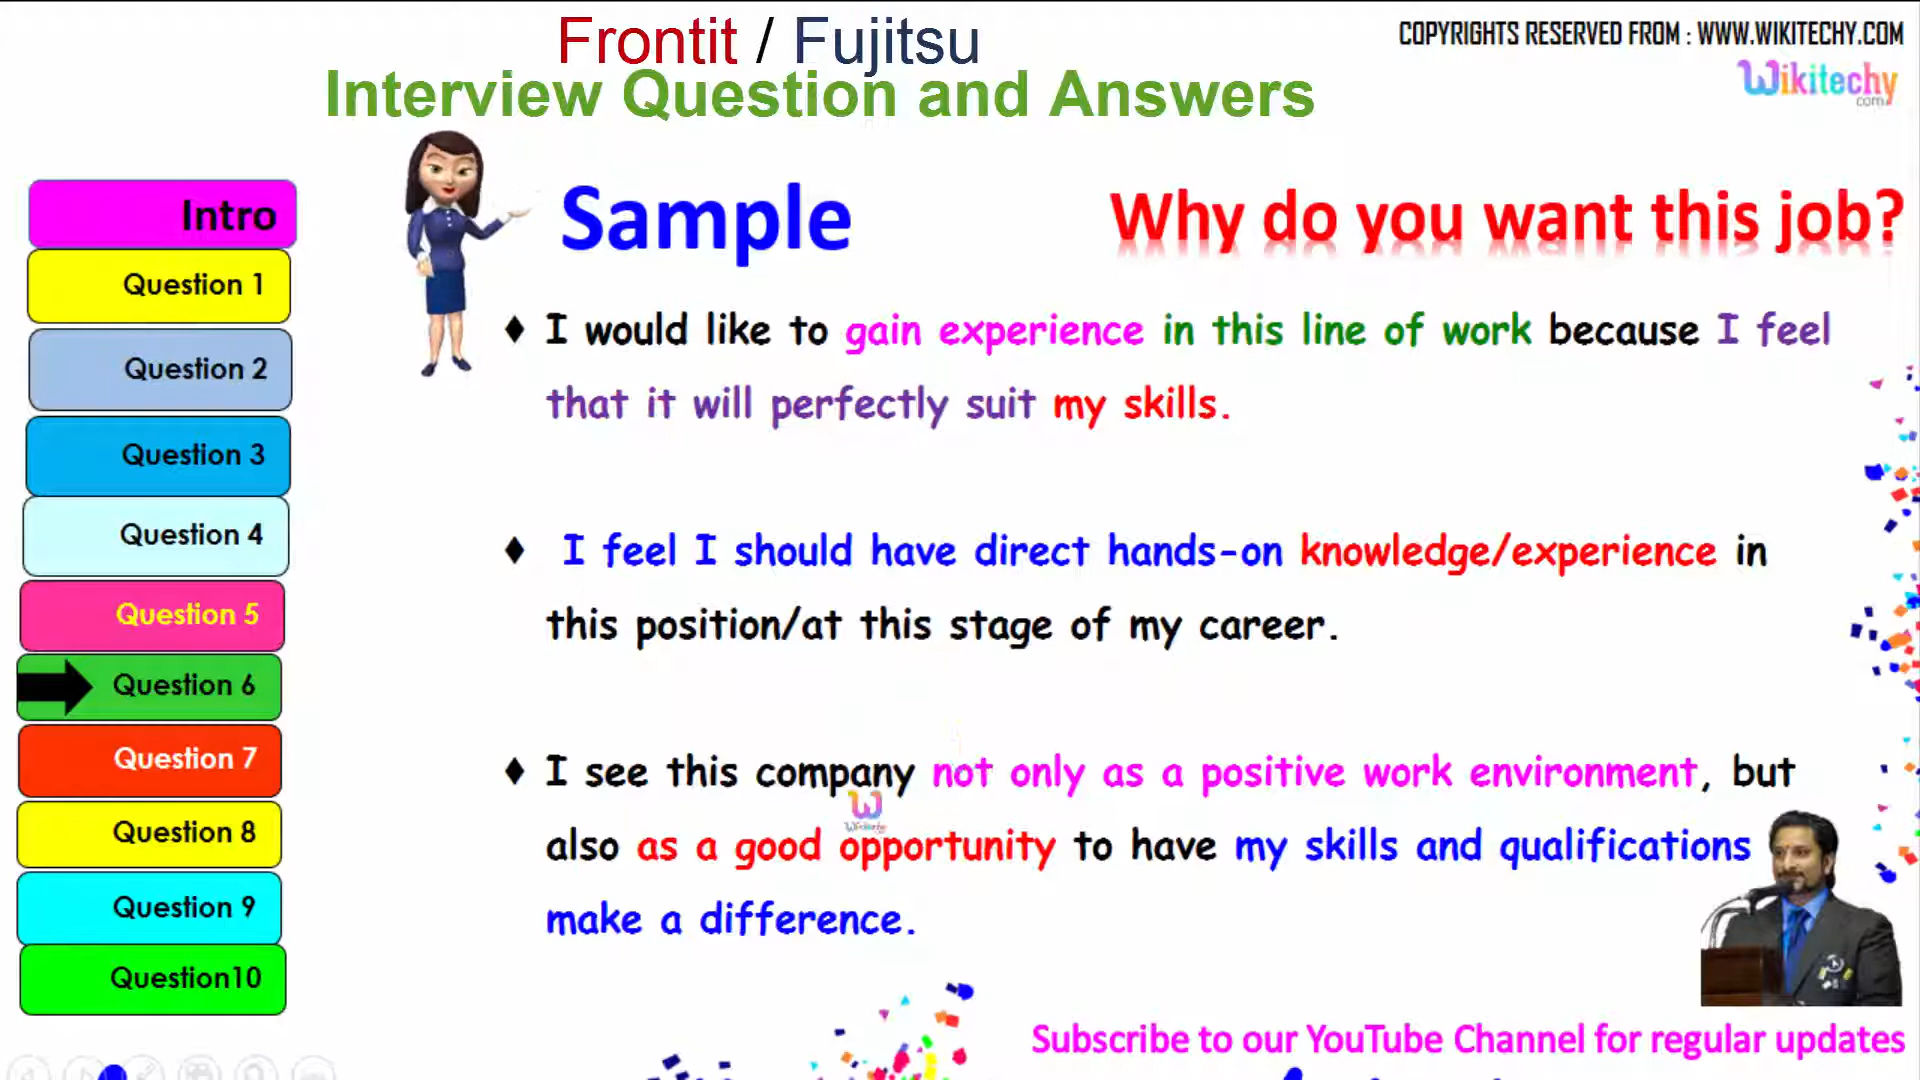 Frontit / Fujitsu
COPYRIGHTS RESERVED FROM : WWW.WIKITECHY.COM
Interview Question and Answers
Wikitechy
.com
Intro
Question 1
Question 2
Question 3
Question 4
Question 5
Question 6
Question 7
Question 8
Question 9
Question10
Sample
Why do you want this job?
♦ I would like to gain experience in this line of work because I feel
that it will perfectly suit my skills.
♦ I feel I should have direct hands-on knowledge/experience in
this position/at this stage of my career.
♦ I see this company not only as a positive work environment, but
also as a good opportunity to have my skills and qualifications
make a difference.
W
Wikitechy
Subscribe to our YouTube Channel for regular updates